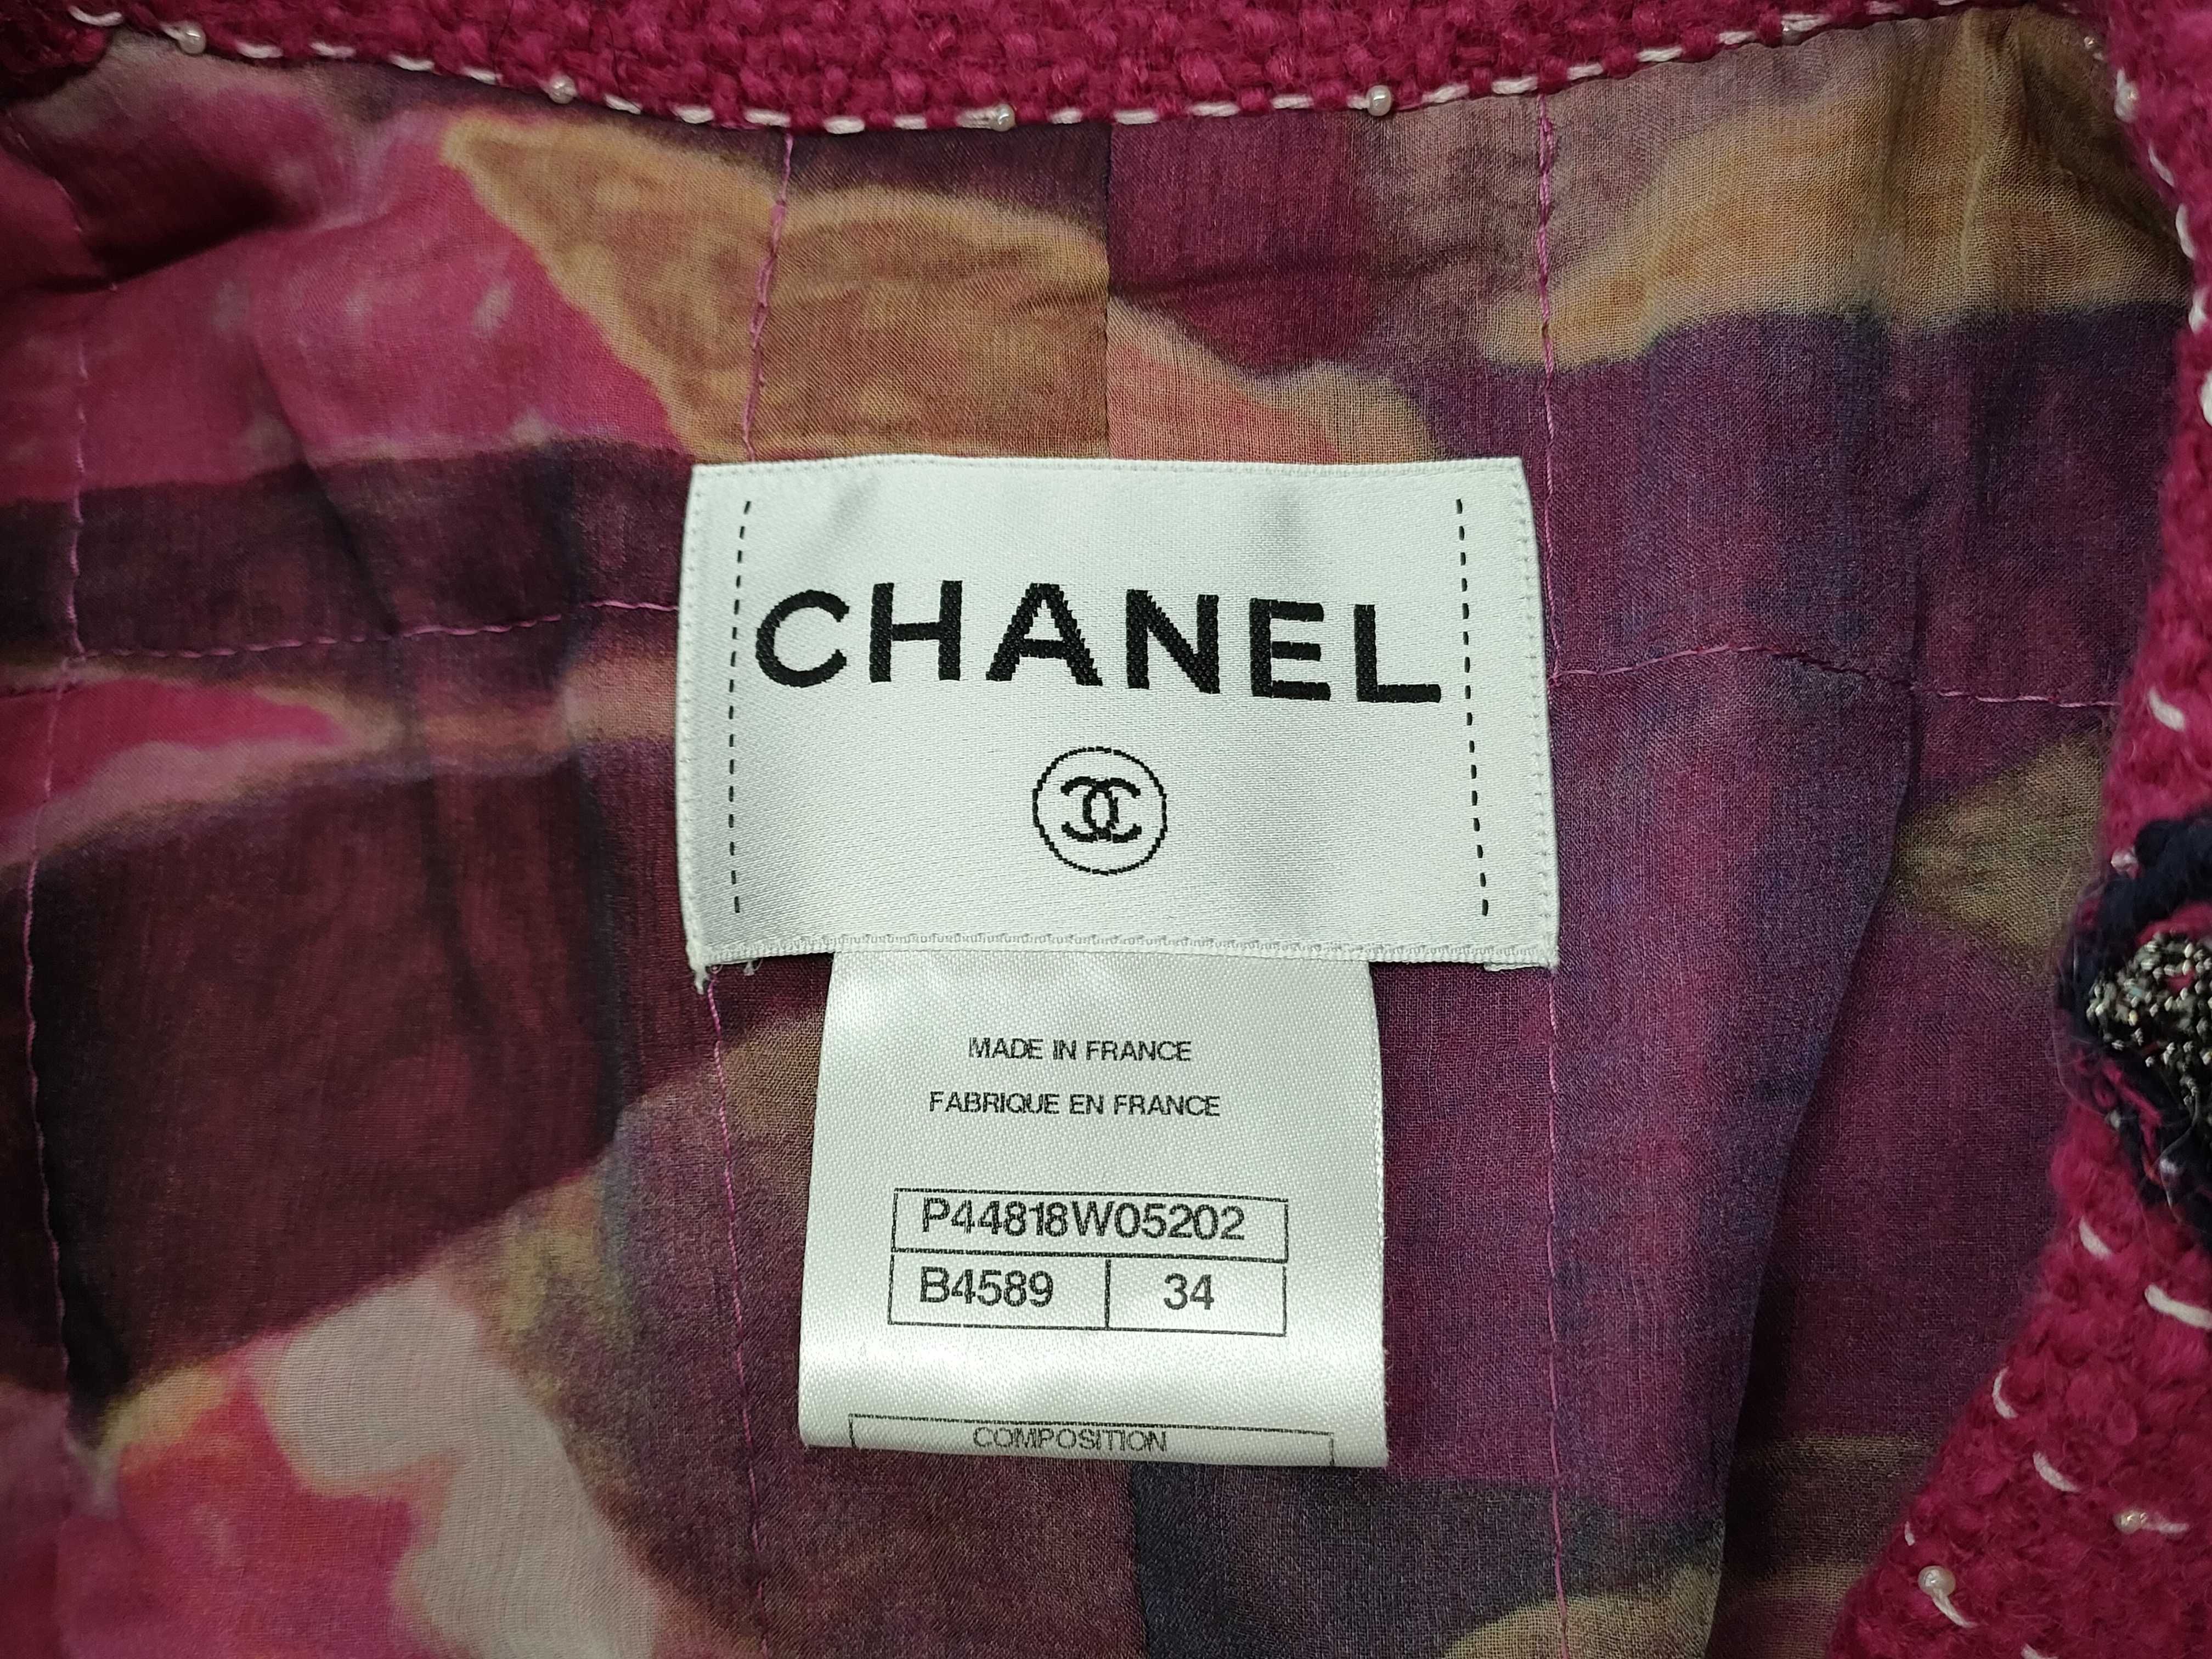 CHANEL
MADE IN FRANCE
FABRIQUE EN FRANCE
P44818W05202
B4589 34
COMPOSITION